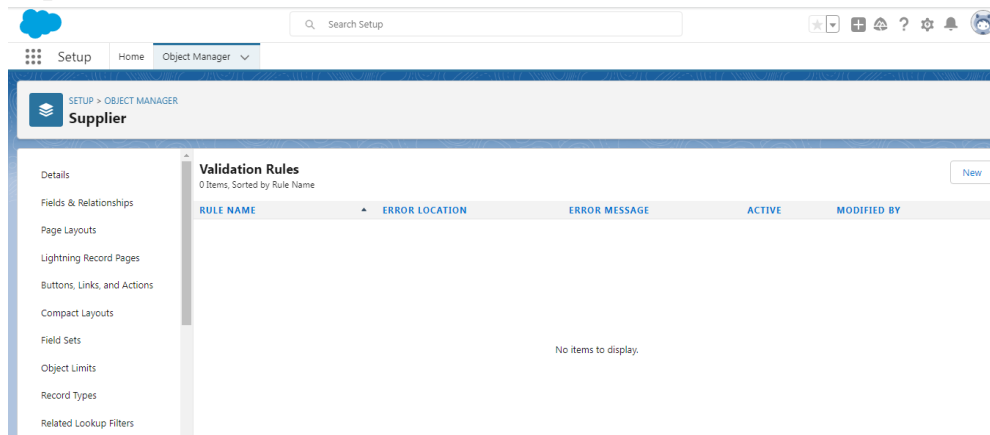 Search Setup
Setup Home Object Manager
SETUP > OBJECT MANAGER
Supplier
Details
Fields & Relationships
Page Layouts
Lightning Record Pages
Buttons, Links, and Actions
Compact Layouts
Field Sets
Object Limits
Record Types
Related Lookup Filters
Validation Rules
0 Items, Sorted by Rule Name
New
RULE NAME ERROR LOCATION ERROR MESSAGE ACTIVE MODIFIED BY
No items to display.